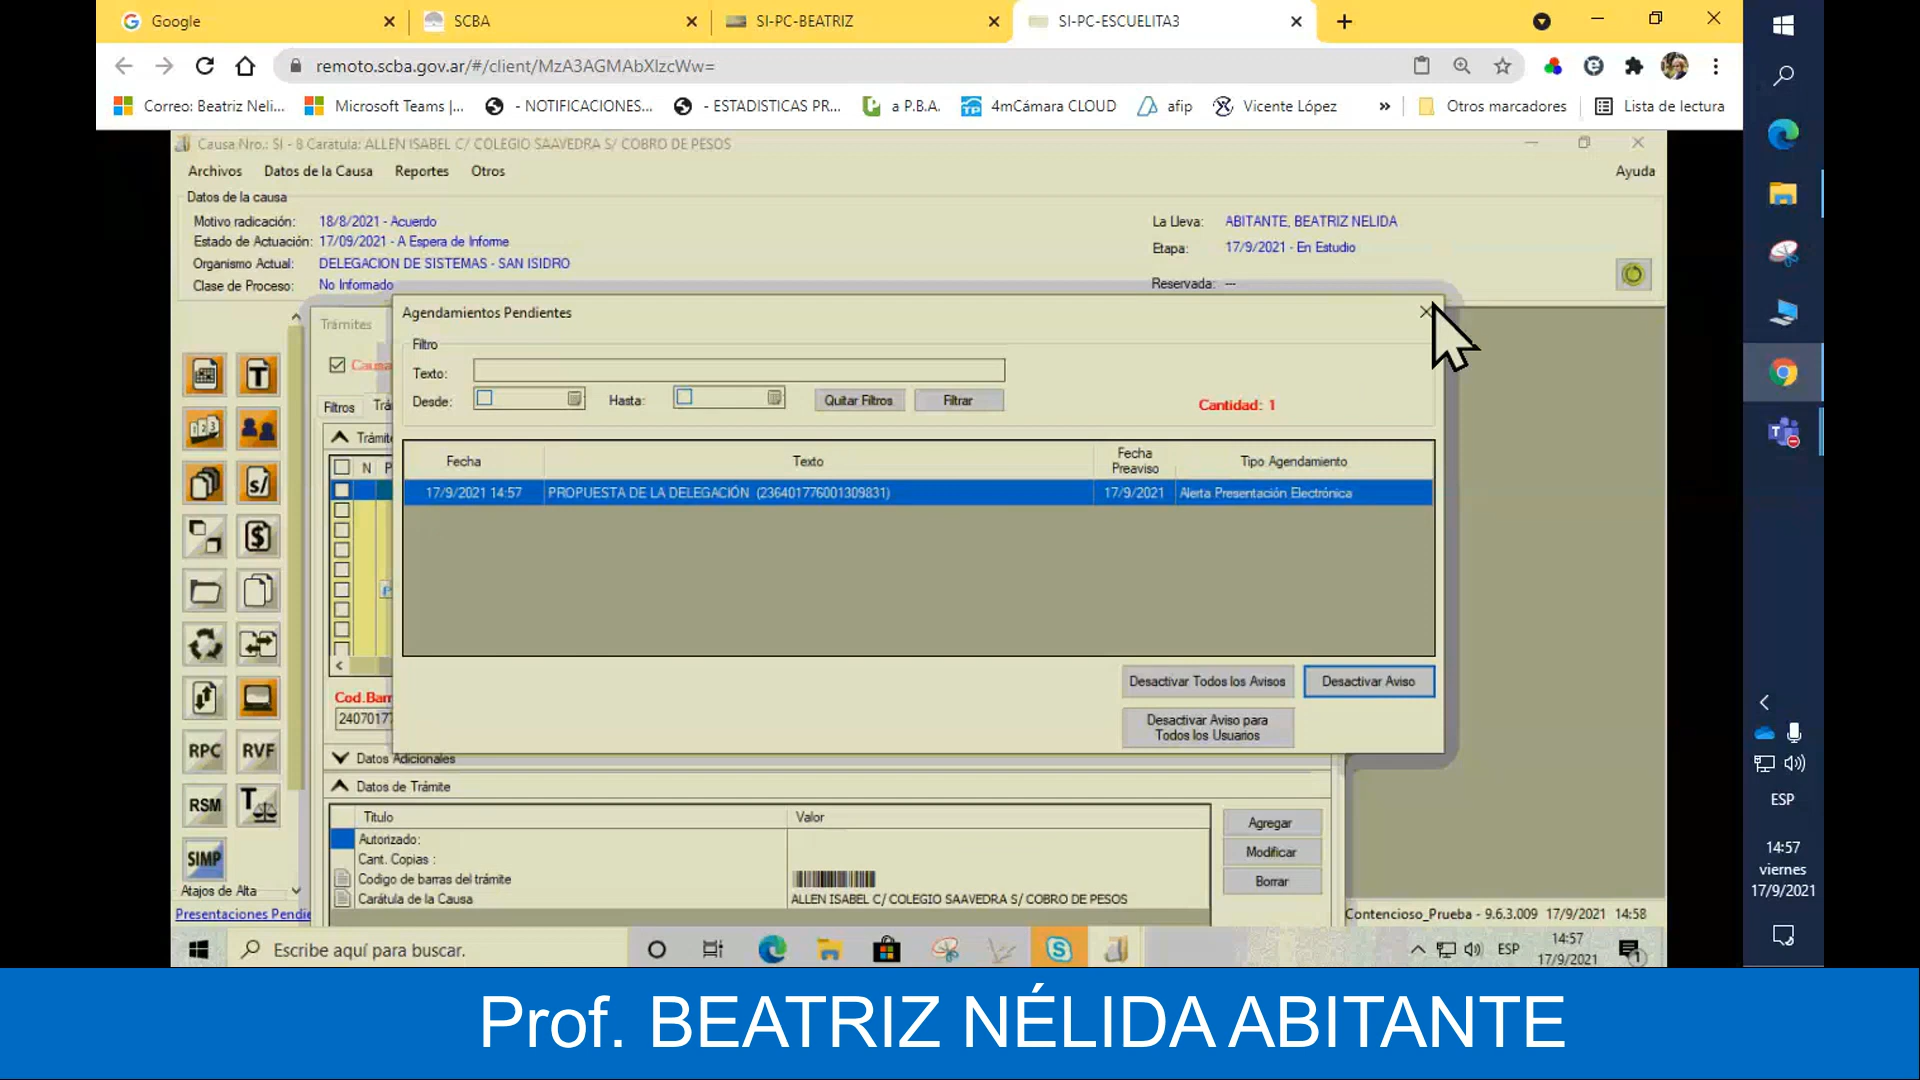 Google
SCBA
SI-PC-BEATRIZ
SI-PC-ESCUELITA3
remoto.scba.gov.ar/#/client/MzA3AGMAbXlzcWw=
Correo: Beatriz Neli...
Microsoft Teams |...
- NOTIFICACIONES...
- ESTADISTICAS PR...
a P.B.A.
4mCámara CLOUD
afip
Vicente López
»
Otros marcadores
Lista de lectura
Causa Nro.: SI - 8 Carátula: ALLEN ISABEL C/ COLEGIO SAAVEDRA S/ COBRO DE PESOS
Archivos Datos de la Causa Reportes Otros Ayuda
Datos de la causa
Motivo radicación: 18/8/2021 - Acuerdo
La Lleva: ABITANTE, BEATRIZ NELIDA
Estado de Actuación: 17/09/2021 - A Espera de Informe
Etapa: 17/9/2021 - En Estudio
Organismo Actual: DELEGACION DE SISTEMAS - SAN ISIDRO
Clase de Proceso: No Informado
Reservada: ---
Trámites
Agendamientos Pendientes
Filtro
Texto:
Desde: Hasta: Quitar Filtros Filtrar
Cantidad: 1
Filtros
Fecha Texto Fecha Preaviso Tipo Agendamiento
17/9/2021 14:57 PROPUESTA DE LA DELEGACIÓN (236401776001309831) 17/9/2021 Alerta Presentación Electrónica
N P
Desactivar Todos los Avisos
Desactivar Aviso
Desactivar Aviso para
Todos los Usuarios
Cod.Barr
2407017
Datos Adicionales
Datos de Trámite
Titulo Valor
Autorizado:
Cant. Copias :
Codigo de barras del trámite
Carátula de la Causa ALLEN ISABEL C/ COLEGIO SAAVEDRA S/ COBRO DE PESOS
Agregar
Modificar
Borrar
T
1 2 3
s/
$
RPC RVF
RSM T
SIMP
Atajos de Alta
Presentaciones Pendie
Contencioso_Prueba - 9.6.3.009 17/9/2021 14:58
Escribe aquí para buscar.
ESP
14:57
17/9/2021
1
ESP
14:57
viernes
17/9/2021
Prof. BEATRIZ NÉLIDA ABITANTE